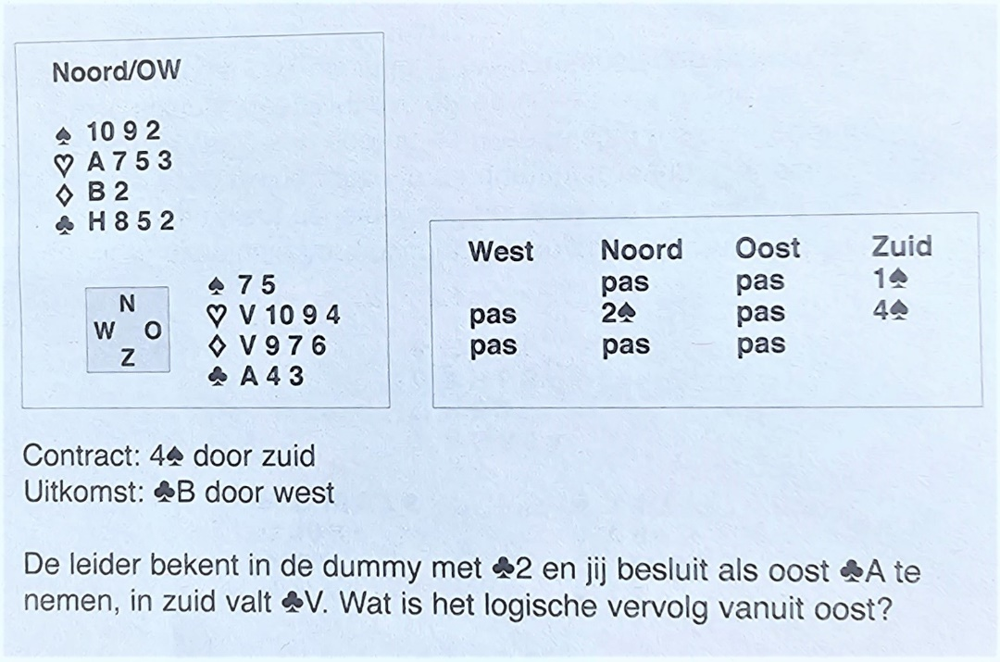 Noord/OW
♠ 10 9 2
♡ A 7 5 3
♢ B 2
♣ H 8 5 2
N
W O
Z
♠ 7 5
♡ V 10 9 4
♢ V 9 7 6
♣ A 4 3
West Noord Oost Zuid
pas pas 1♠
pas 2♠ pas 4♠
pas pas pas
Contract: 4♠ door zuid
Uitkomst: ♣B door west
De leider bekent in de dummy met ♣2 en jij besluit als oost ♣A te
nemen, in zuid valt ♣V. Wat is het logische vervolg vanuit oost?